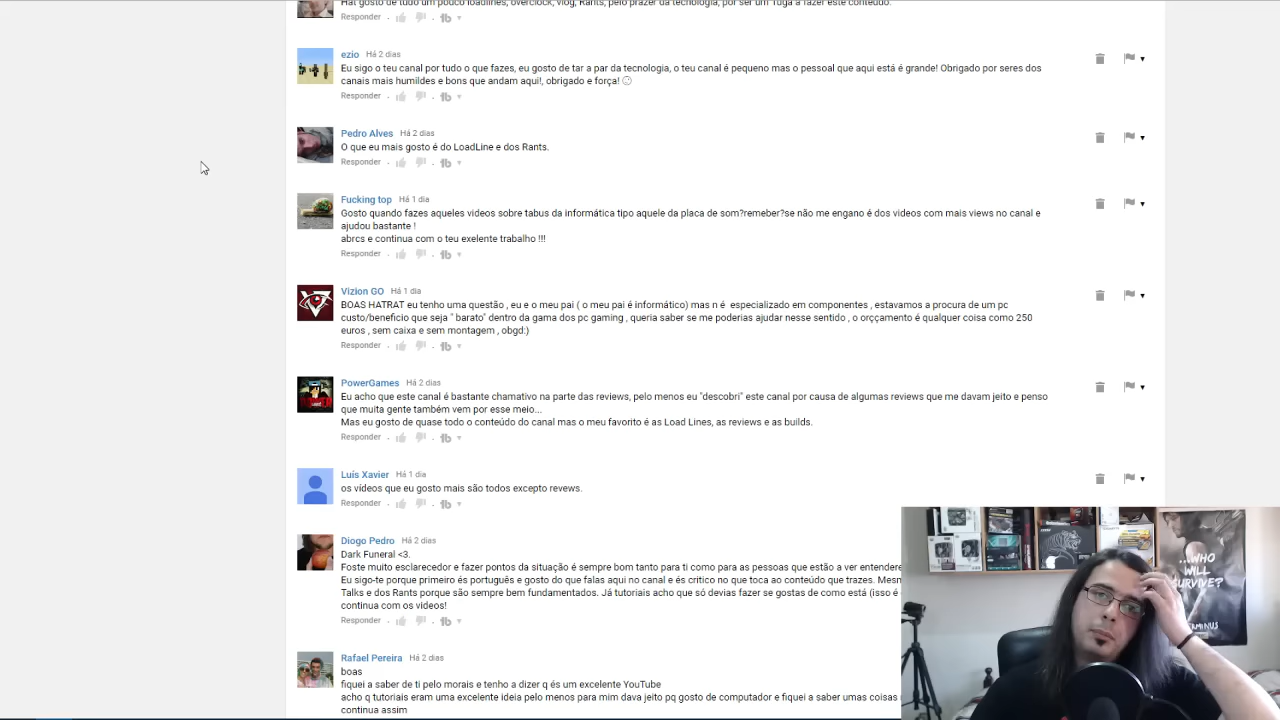 Hat gosto de tudo um pouco loadlines, overclock, vlog, Rants, pelo prazer da tecnologia, por ser um Tuga a fazer este conteúdo.
Responder
ezio Há 2 dias
Eu sigo o teu canal por tudo o que fazes, eu gosto de tar a par da tecnologia, o teu canal é pequeno mas o pessoal que aqui está é grande! Obrigado por seres dos
canais mais humildes e bons que andam aqui!, obrigado e força! 🙂
Responder
Pedro Alves Há 2 dias
O que eu mais gosto é do LoadLine e dos Rants.
Responder
Fucking top Há 1 dia
Gosto quando fazes aqueles videos sobre tabus da informática tipo aquele da placa de som?remeber?se não me engano é dos videos com mais views no canal e
ajudou bastante !
abrcs e continua com o teu exelente trabalho !!!
Responder
Vizion GO Há 1 dia
BOAS HATRAT eu tenho uma questão , eu e o meu pai ( o meu pai é informático) mas n é  especializado em componentes , estavamos a procura de um pc
custo/beneficio que seja " barato" dentro da gama dos pc gaming , queria saber se me poderias ajudar nesse sentido , o orççamento é qualquer coisa como 250
euros , sem caixa e sem montagem , obgd:)
Responder
PowerGames Há 2 dias
Eu acho que este canal é bastante chamativo na parte das reviews, pelo menos eu "descobri" este canal por causa de algumas reviews que me davam jeito e penso
que muita gente também vem por esse meio...
Mas eu gosto de quase todo o conteúdo do canal mas o meu favorito é as Load Lines, as reviews e as builds.
Responder
Luís Xavier Há 1 dia
os vídeos que eu gosto mais são todos excepto revews.
Responder
Diogo Pedro Há 2 dias
Dark Funeral <3.
Foste muito esclarecedor e fazer pontos da situação é sempre bom tanto para ti como para as pessoas que estão a ver entendere
Eu sigo-te porque primeiro és português e gosto do que falas aqui no canal e és critico no que toca ao conteúdo que trazes. Mesm
Talks e dos Rants porque são sempre bem fundamentados. Já tutoriais acho que só devias fazer se gostas de como está (isso é
continua com os videos!
Responder
Rafael Pereira Há 2 dias
boas
fiquei a saber de ti pelo morais e tenho a dizer q és um excelente YouTube
acho q tutoriais eram uma excelente ideia pelo menos para mim dava jeito pq gosto de computador e fiquei a saber umas coisas
continua assim
...WHO
WILL
SURVIVE?